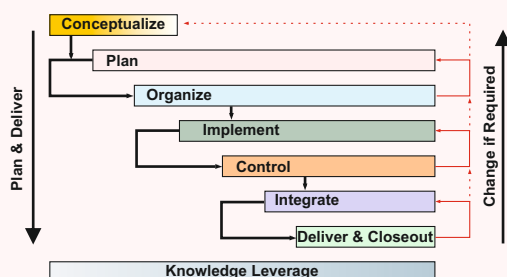 Conceptualize
Plan
Organize
Implement
Control
Integrate
Deliver & Closeout
Knowledge Leverage
Plan & Deliver
Change if Required